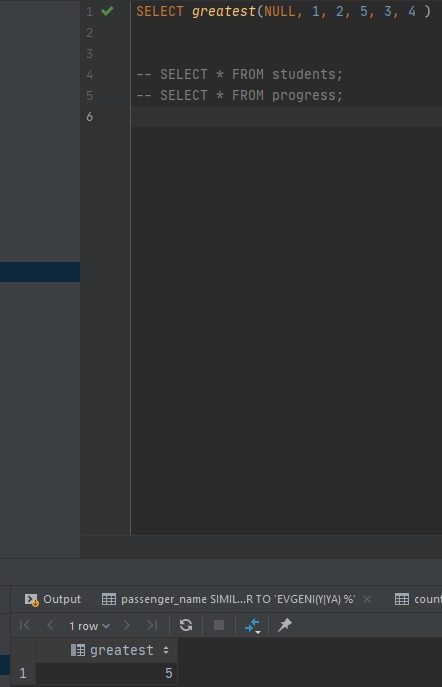 1 SELECT greatest(NULL, 1, 2, 5, 3, 4 )
2
3
4 -- SELECT * FROM students;
5 -- SELECT * FROM progress;
6
Output passenger_name SIMIL...R TO 'EVGENI(Y|YA) %' count
1 row
greatest
1 5